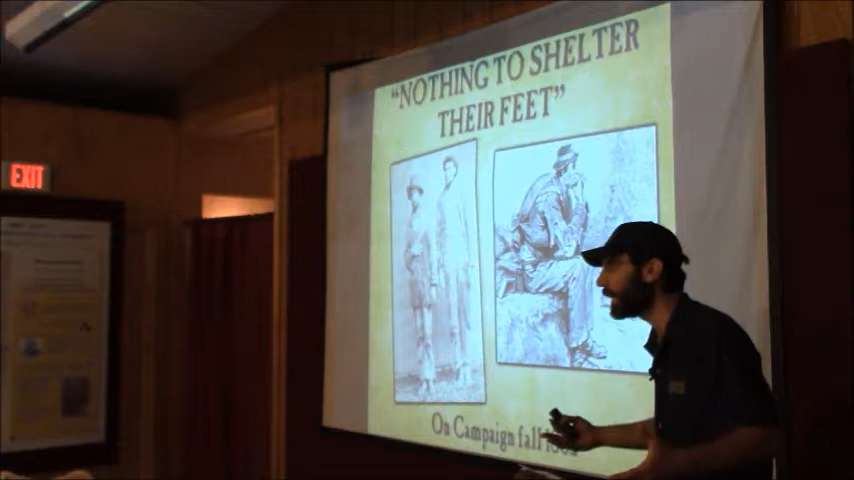 "NOTHING TO SHELTER
THEIR FEET"
EXIT
On Campaign fall